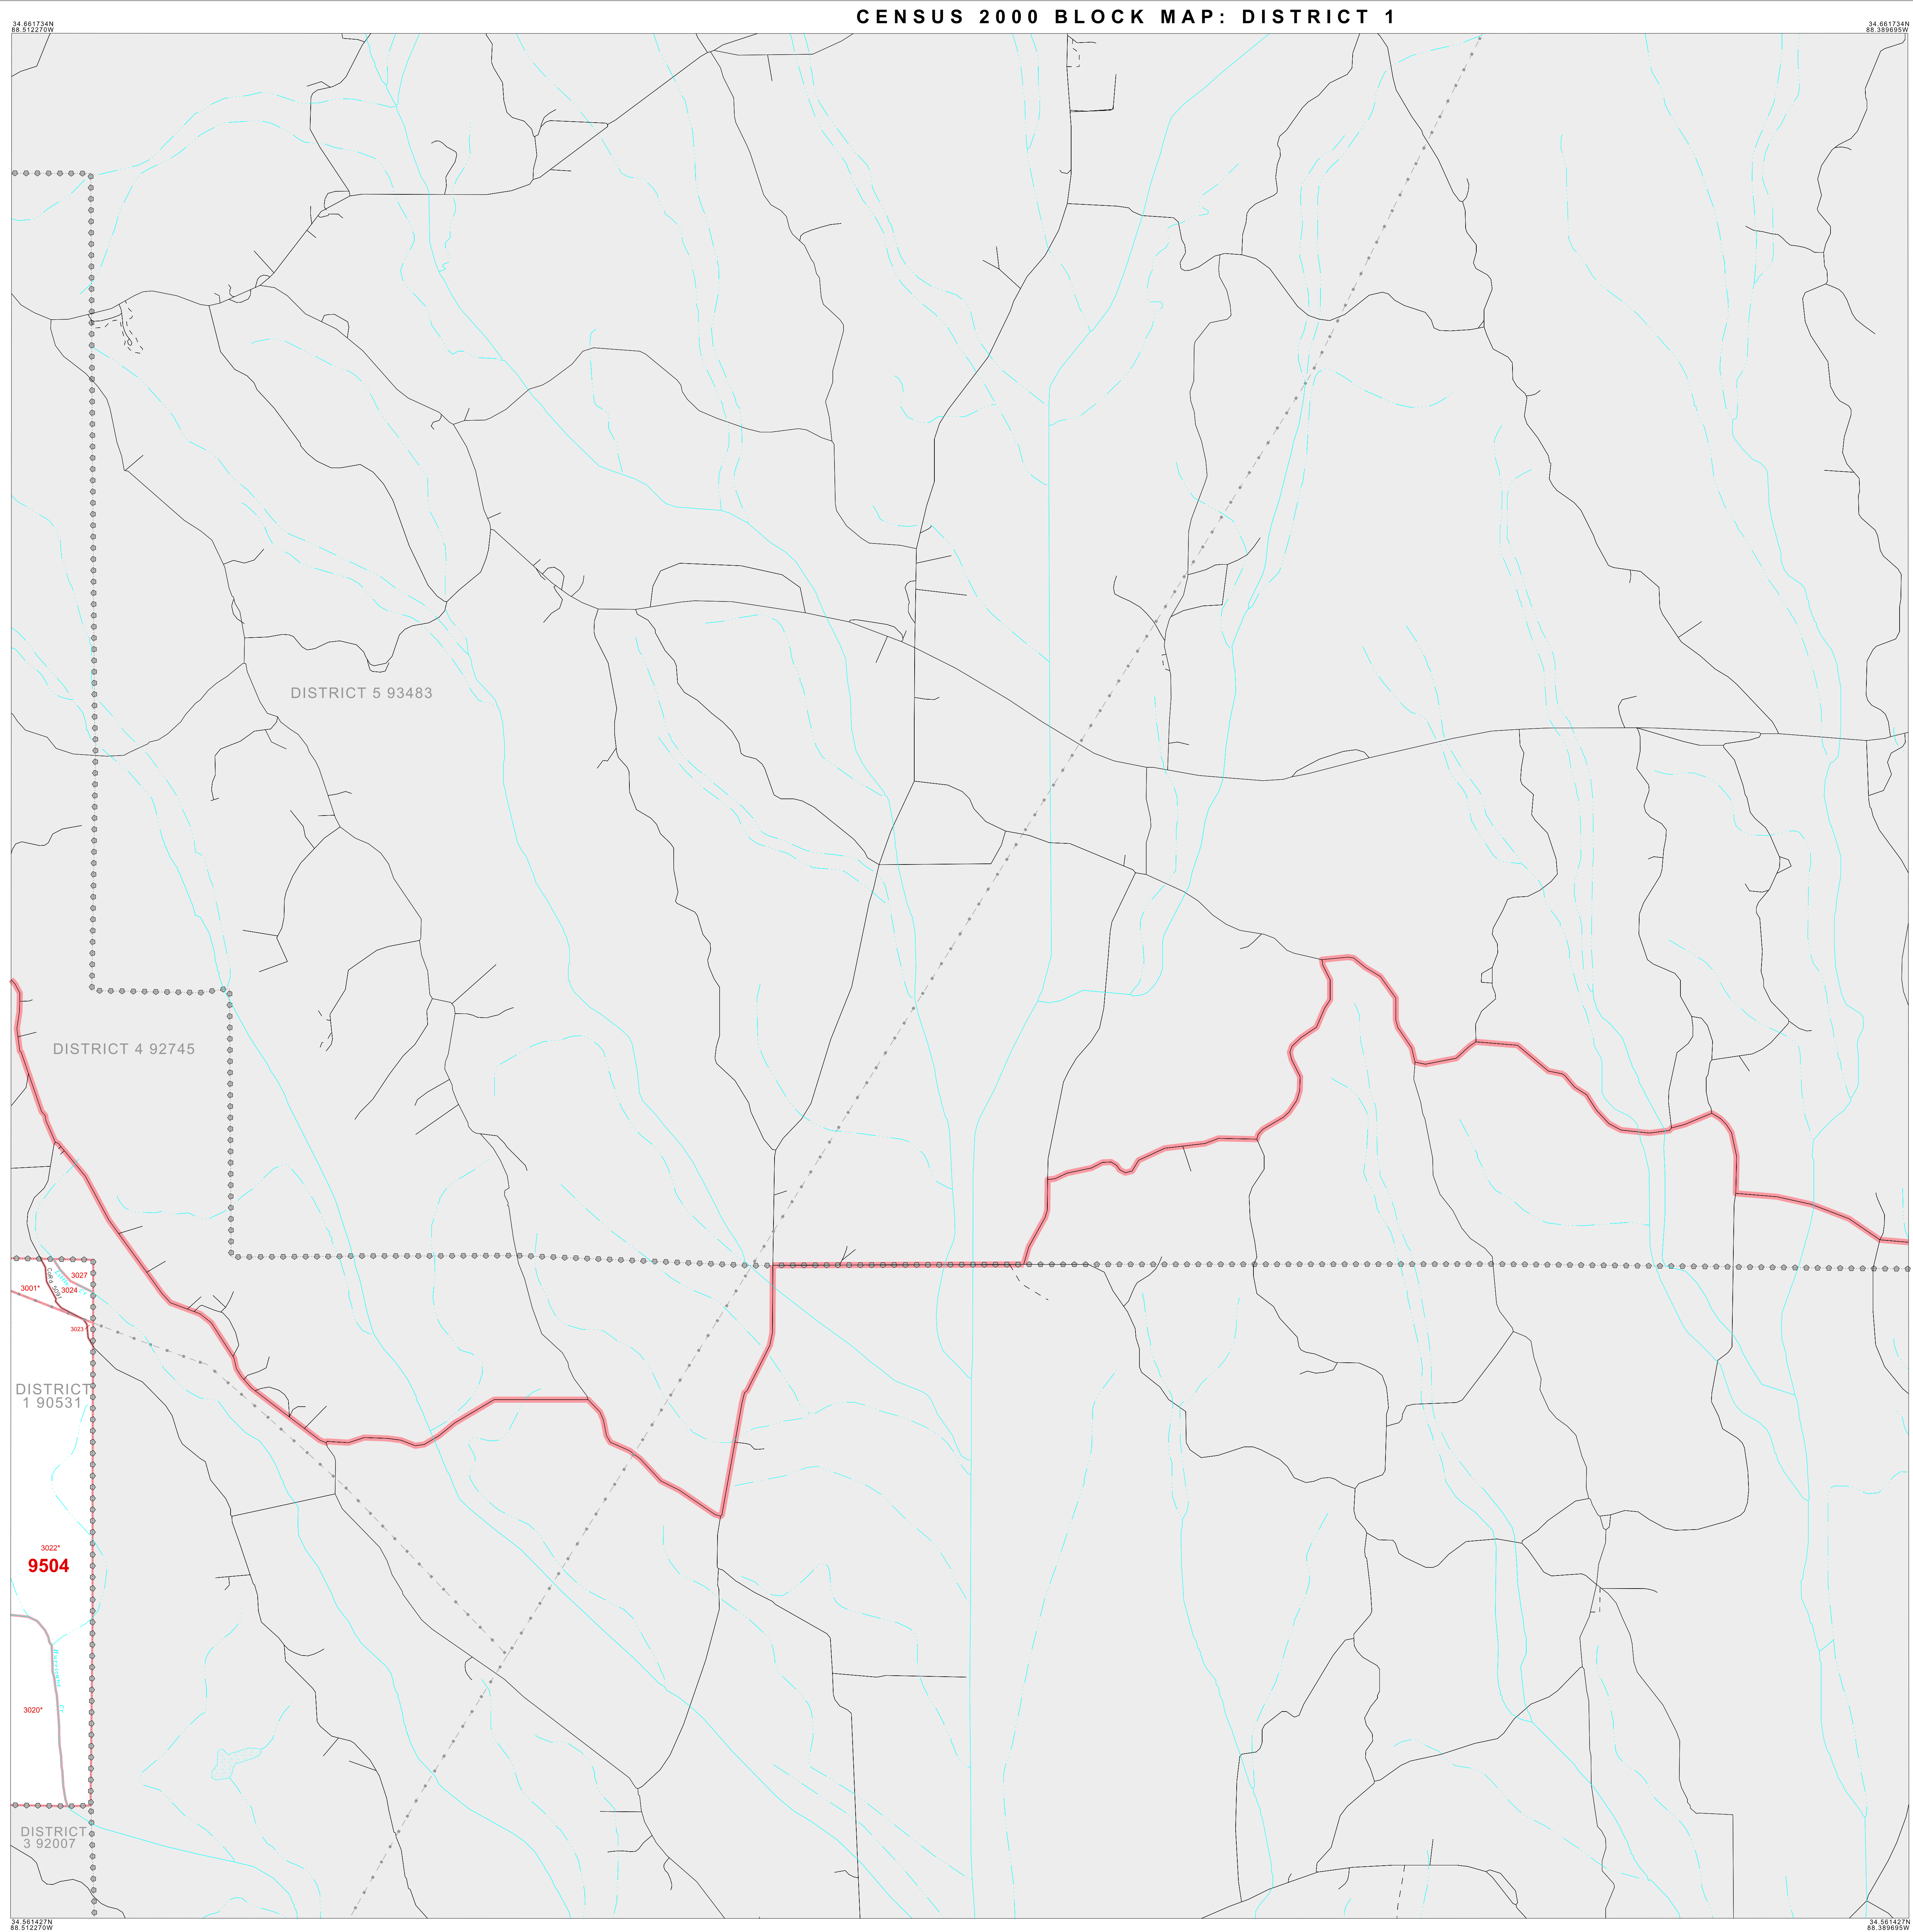 CENSUS 2000 BLOCK MAP: DISTRICT 1
34.661734N
88.512270W
34.661734N
88.389695W
DISTRICT 5 93483
DISTRICT 4 92745
3027
3024
3001*
3023
DISTRICT
1 90531
3022*
9504
3020*
DISTRICT
3 92007
34.561427N
88.512270W
34.561427N
88.389695W